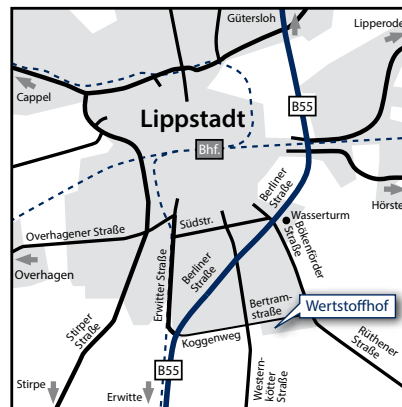 Gütersloh
Lipperode
Cappel
B55
Lippstadt
Bhf.
Hörste
Berliner
Straße
Wasserturm
Südstr.
Overhagener Straße
Bökenförder
Straße
Overhagen
Erwitter Straße
Berliner
Straße
Bertram-
straße
Wertstoffhof
Stirper
Straße
Koggenweg
Rüthener
Straße
B55
Western-
kötter
Straße
Stirpe
Erwitte